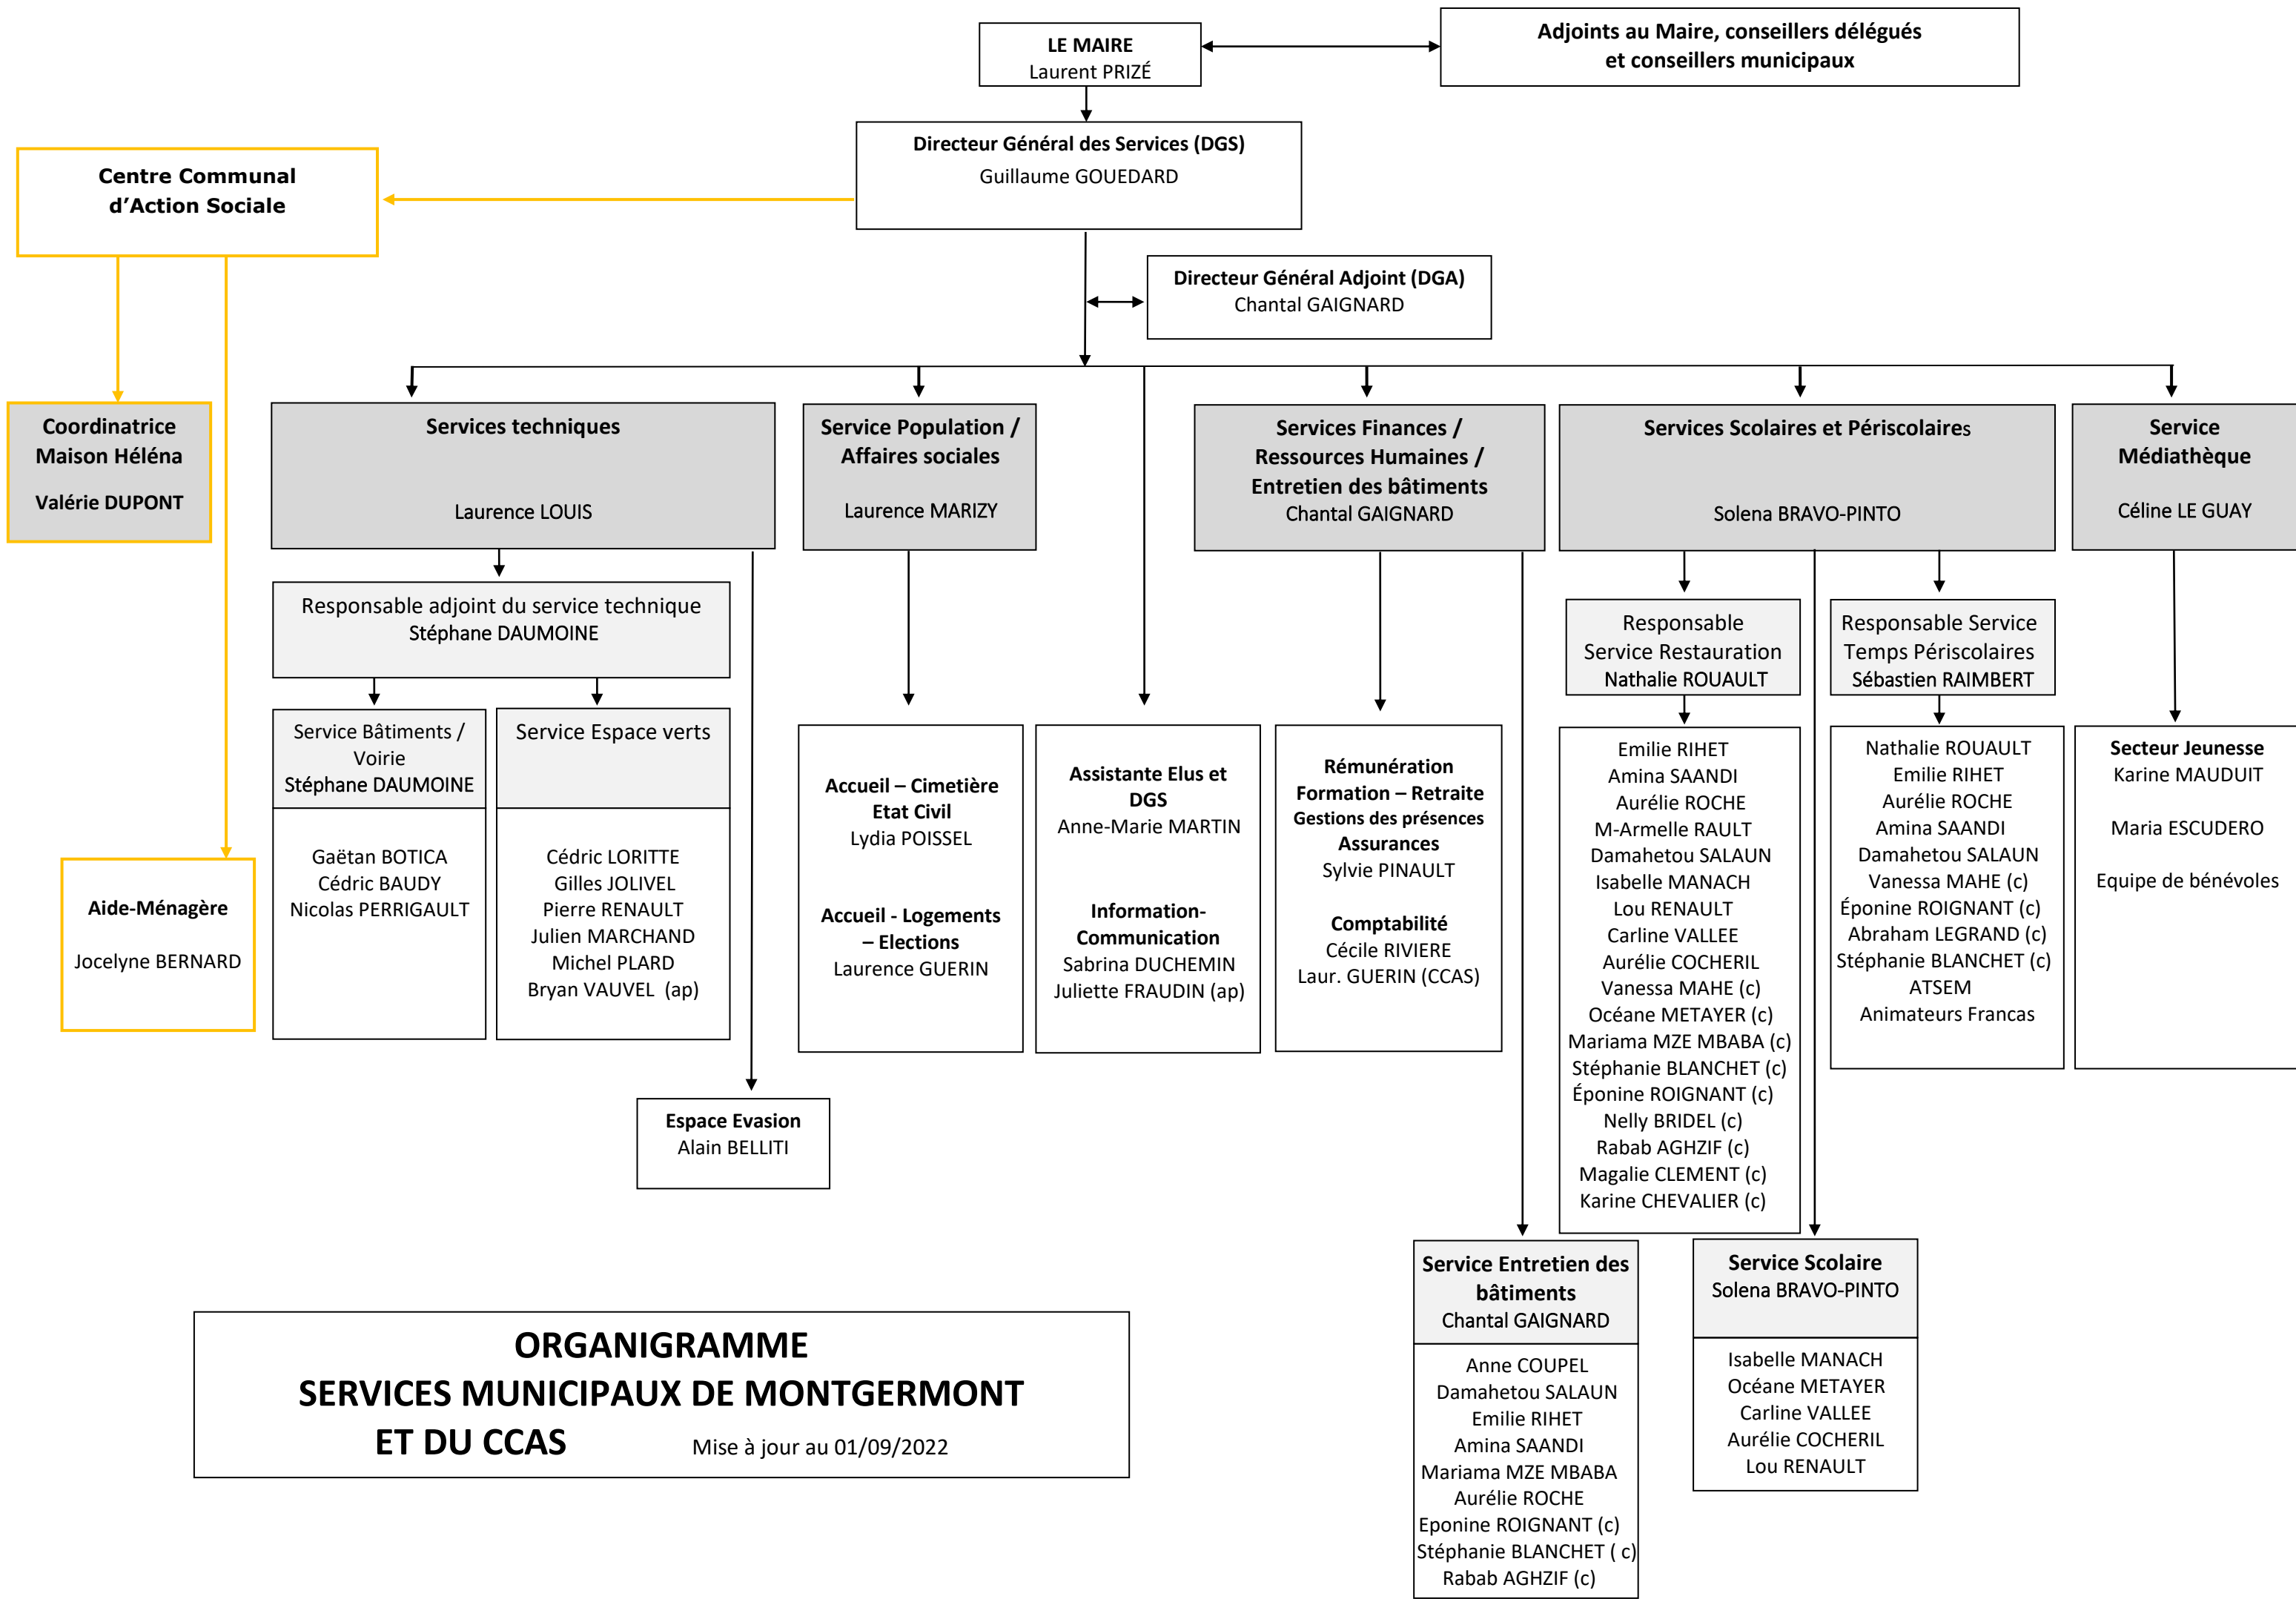 LE MAIRE
Laurent PRIZÉ
Adjoints au Maire, conseillers délégués
et conseillers municipaux
Directeur Général des Services (DGS)
Guillaume GOUEDARD
Centre Communal
d’Action Sociale
Directeur Général Adjoint (DGA)
Chantal GAIGNARD
Coordinatrice
Maison Héléna
Valérie DUPONT
Services techniques
Laurence LOUIS
Service Population /
Affaires sociales
Laurence MARIZY
Services Finances /
Ressources Humaines /
Entretien des bâtiments
Chantal GAIGNARD
Services Scolaires et Périscolaires
Solena BRAVO-PINTO
Service
Médiathèque
Céline LE GUAY
Responsable adjoint du service technique
Stéphane DAUMOINE
Responsable
Service Restauration
Nathalie ROUAULT
Responsable Service
Temps Périscolaires
Sébastien RAIMBERT
Service Bâtiments /
Voirie
Stéphane DAUMOINE
Gaëtan BOTICA
Cédric BAUDY
Nicolas PERRIGAULT
Service Espace verts
Cédric LORITTE
Gilles JOLIVEL
Pierre RENAULT
Julien MARCHAND
Michel PLARD
Bryan VAUVEL (ap)
Accueil – Cimetière
Etat Civil
Lydia POISSEL
Accueil - Logements
– Elections
Laurence GUERIN
Assistante Elus et
DGS
Anne-Marie MARTIN
Information-
Communication
Sabrina DUCHEMIN
Juliette FRAUDIN (ap)
Rémunération
Formation – Retraite
Gestions des présences
Assurances
Sylvie PINAULT
Comptabilité
Cécile RIVIERE
Laur. GUERIN (CCAS)
Emilie RIHET
Amina SAANDI
Aurélie ROCHE
M-Armelle RAULT
Damahetou SALAUN
Isabelle MANACH
Lou RENAULT
Carline VALLEE
Aurélie COCHERIL
Vanessa MAHE (c)
Océane METAYER (c)
Mariama MZE MBABA (c)
Stéphanie BLANCHET (c)
Éponine ROIGNANT (c)
Nelly BRIDEL (c)
Rabab AGHZIF (c)
Magalie CLEMENT (c)
Karine CHEVALIER (c)
Nathalie ROUAULT
Emilie RIHET
Aurélie ROCHE
Amina SAANDI
Damahetou SALAUN
Vanessa MAHE (c)
Éponine ROIGNANT (c)
Abraham LEGRAND (c)
Stéphanie BLANCHET (c)
ATSEM
Animateurs Francas
Secteur Jeunesse
Karine MAUDUIT
Maria ESCUDERO
Equipe de bénévoles
Aide-Ménagère
Jocelyne BERNARD
Espace Evasion
Alain BELLITI
Service Entretien des
bâtiments
Chantal GAIGNARD
Anne COUPEL
Damahetou SALAUN
Emilie RIHET
Amina SAANDI
Mariama MZE MBABA
Aurélie ROCHE
Eponine ROIGNANT (c)
Stéphanie BLANCHET ( c)
Rabab AGHZIF (c)
Service Scolaire
Solena BRAVO-PINTO
Isabelle MANACH
Océane METAYER
Carline VALLEE
Aurélie COCHERIL
Lou RENAULT
ORGANIGRAMME
SERVICES MUNICIPAUX DE MONTGERMONT
ET DU CCAS Mise à jour au 01/09/2022